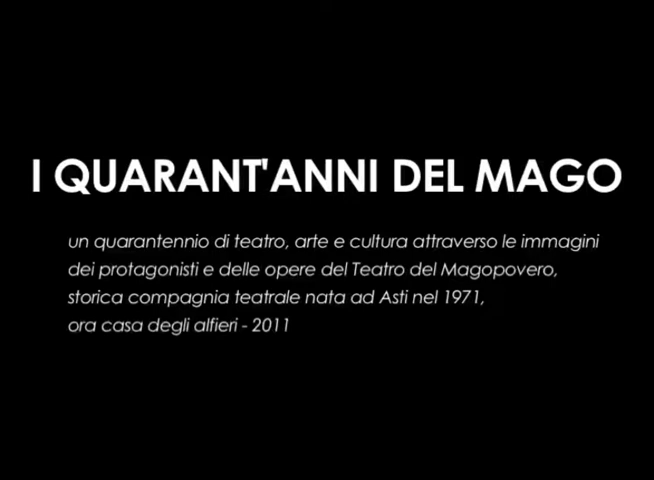 I QUARANT'ANNI DEL MAGO
un quarantennio di teatro, arte e cultura attraverso le immagini
dei protagonisti e delle opere del Teatro del Magopovero,
storica compagnia teatrale nata ad Asti nel 1971,
ora casa degli alfieri - 2011